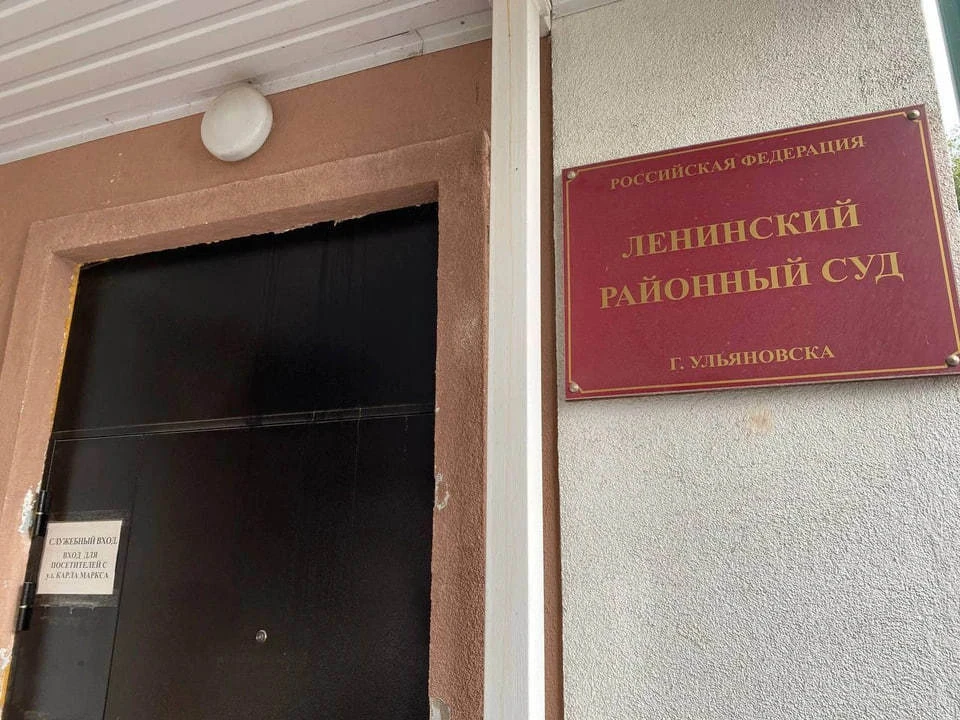 РОССИЙСКАЯ ФЕДЕРАЦИЯ
ЛЕНИНСКИЙ
РАЙОННЫЙ СУД
Г. УЛЬЯНОВСКА
СЛУЖЕБНЫЙ ВХОД.
ВХОД ДЛЯ
ПОСЕТИТЕЛЕЙ С
ул. КАРЛА МАРКСА